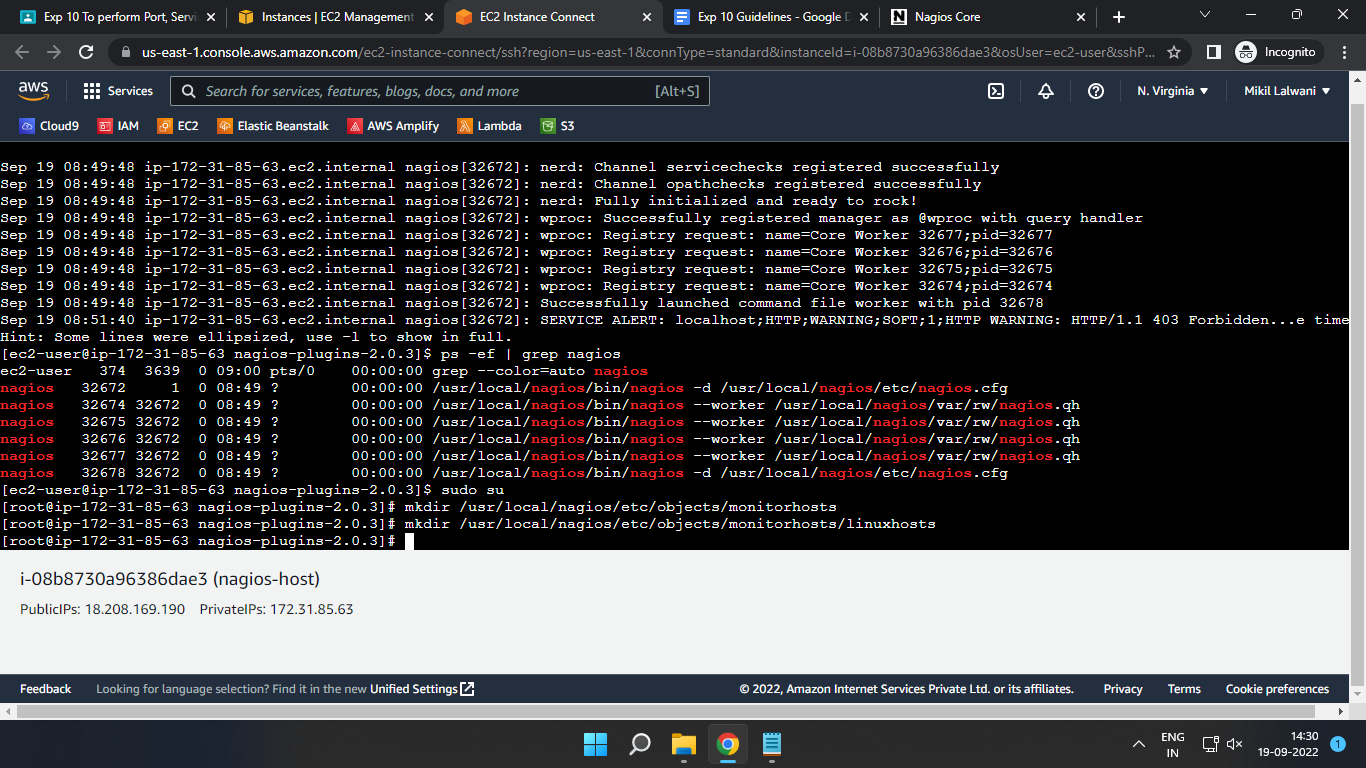 Exp 10 To perform Port, Servi
Instances | EC2 Management
EC2 Instance Connect
Exp 10 Guidelines - Google D
Nagios Core
us-east-1.console.aws.amazon.com/ec2-instance-connect/ssh?region=us-east-1&connType=standard&instanceId=i-08b8730a96386dae3&osUser=ec2-user&sshP...
Incognito
aws
Services
Search for services, features, blogs, docs, and more
[Alt+S]
N. Virginia
Mikil Lalwani
Cloud9
IAM
EC2
Elastic Beanstalk
AWS Amplify
Lambda
S3
Sep 19 08:49:48 ip-172-31-85-63.ec2.internal nagios[32672]: nerd: Channel servicechecks registered successfully
Sep 19 08:49:48 ip-172-31-85-63.ec2.internal nagios[32672]: nerd: Channel opathchecks registered successfully
Sep 19 08:49:48 ip-172-31-85-63.ec2.internal nagios[32672]: nerd: Fully initialized and ready to rock!
Sep 19 08:49:48 ip-172-31-85-63.ec2.internal nagios[32672]: wproc: Successfully registered manager as @wproc with query handler
Sep 19 08:49:48 ip-172-31-85-63.ec2.internal nagios[32672]: wproc: Registry request: name=Core Worker 32677;pid=32677
Sep 19 08:49:48 ip-172-31-85-63.ec2.internal nagios[32672]: wproc: Registry request: name=Core Worker 32676;pid=32676
Sep 19 08:49:48 ip-172-31-85-63.ec2.internal nagios[32672]: wproc: Registry request: name=Core Worker 32675;pid=32675
Sep 19 08:49:48 ip-172-31-85-63.ec2.internal nagios[32672]: wproc: Registry request: name=Core Worker 32674;pid=32674
Sep 19 08:49:48 ip-172-31-85-63.ec2.internal nagios[32672]: Successfully launched command file worker with pid 32678
Sep 19 08:51:40 ip-172-31-85-63.ec2.internal nagios[32672]: SERVICE ALERT: localhost;HTTP;WARNING;SOFT;1;HTTP WARNING: HTTP/1.1 403 Forbidden...e time
Hint: Some lines were ellipsized, use -l to show in full.
[ec2-user@ip-172-31-85-63 nagios-plugins-2.0.3]$ ps -ef | grep nagios
ec2-user   374  3639  0 09:00 pts/0    00:00:00 grep --color=auto nagios
nagios   32672     1  0 08:49 ?        00:00:00 /usr/local/nagios/bin/nagios -d /usr/local/nagios/etc/nagios.cfg
nagios   32674 32672  0 08:49 ?        00:00:00 /usr/local/nagios/bin/nagios --worker /usr/local/nagios/var/rw/nagios.qh
nagios   32675 32672  0 08:49 ?        00:00:00 /usr/local/nagios/bin/nagios --worker /usr/local/nagios/var/rw/nagios.qh
nagios   32676 32672  0 08:49 ?        00:00:00 /usr/local/nagios/bin/nagios --worker /usr/local/nagios/var/rw/nagios.qh
nagios   32677 32672  0 08:49 ?        00:00:00 /usr/local/nagios/bin/nagios --worker /usr/local/nagios/var/rw/nagios.qh
nagios   32678 32672  0 08:49 ?        00:00:00 /usr/local/nagios/bin/nagios -d /usr/local/nagios/etc/nagios.cfg
[ec2-user@ip-172-31-85-63 nagios-plugins-2.0.3]$ sudo su
[root@ip-172-31-85-63 nagios-plugins-2.0.3]# mkdir /usr/local/nagios/etc/objects/monitorhosts
[root@ip-172-31-85-63 nagios-plugins-2.0.3]# mkdir /usr/local/nagios/etc/objects/monitorhosts/linuxhosts
[root@ip-172-31-85-63 nagios-plugins-2.0.3]#
i-08b8730a96386dae3 (nagios-host)
PublicIPs: 18.208.169.190 PrivateIPs: 172.31.85.63
Feedback
Looking for language selection? Find it in the new Unified Settings
© 2022, Amazon Internet Services Private Ltd. or its affiliates.
Privacy
Terms
Cookie preferences
ENG
IN
14:30
19-09-2022
1